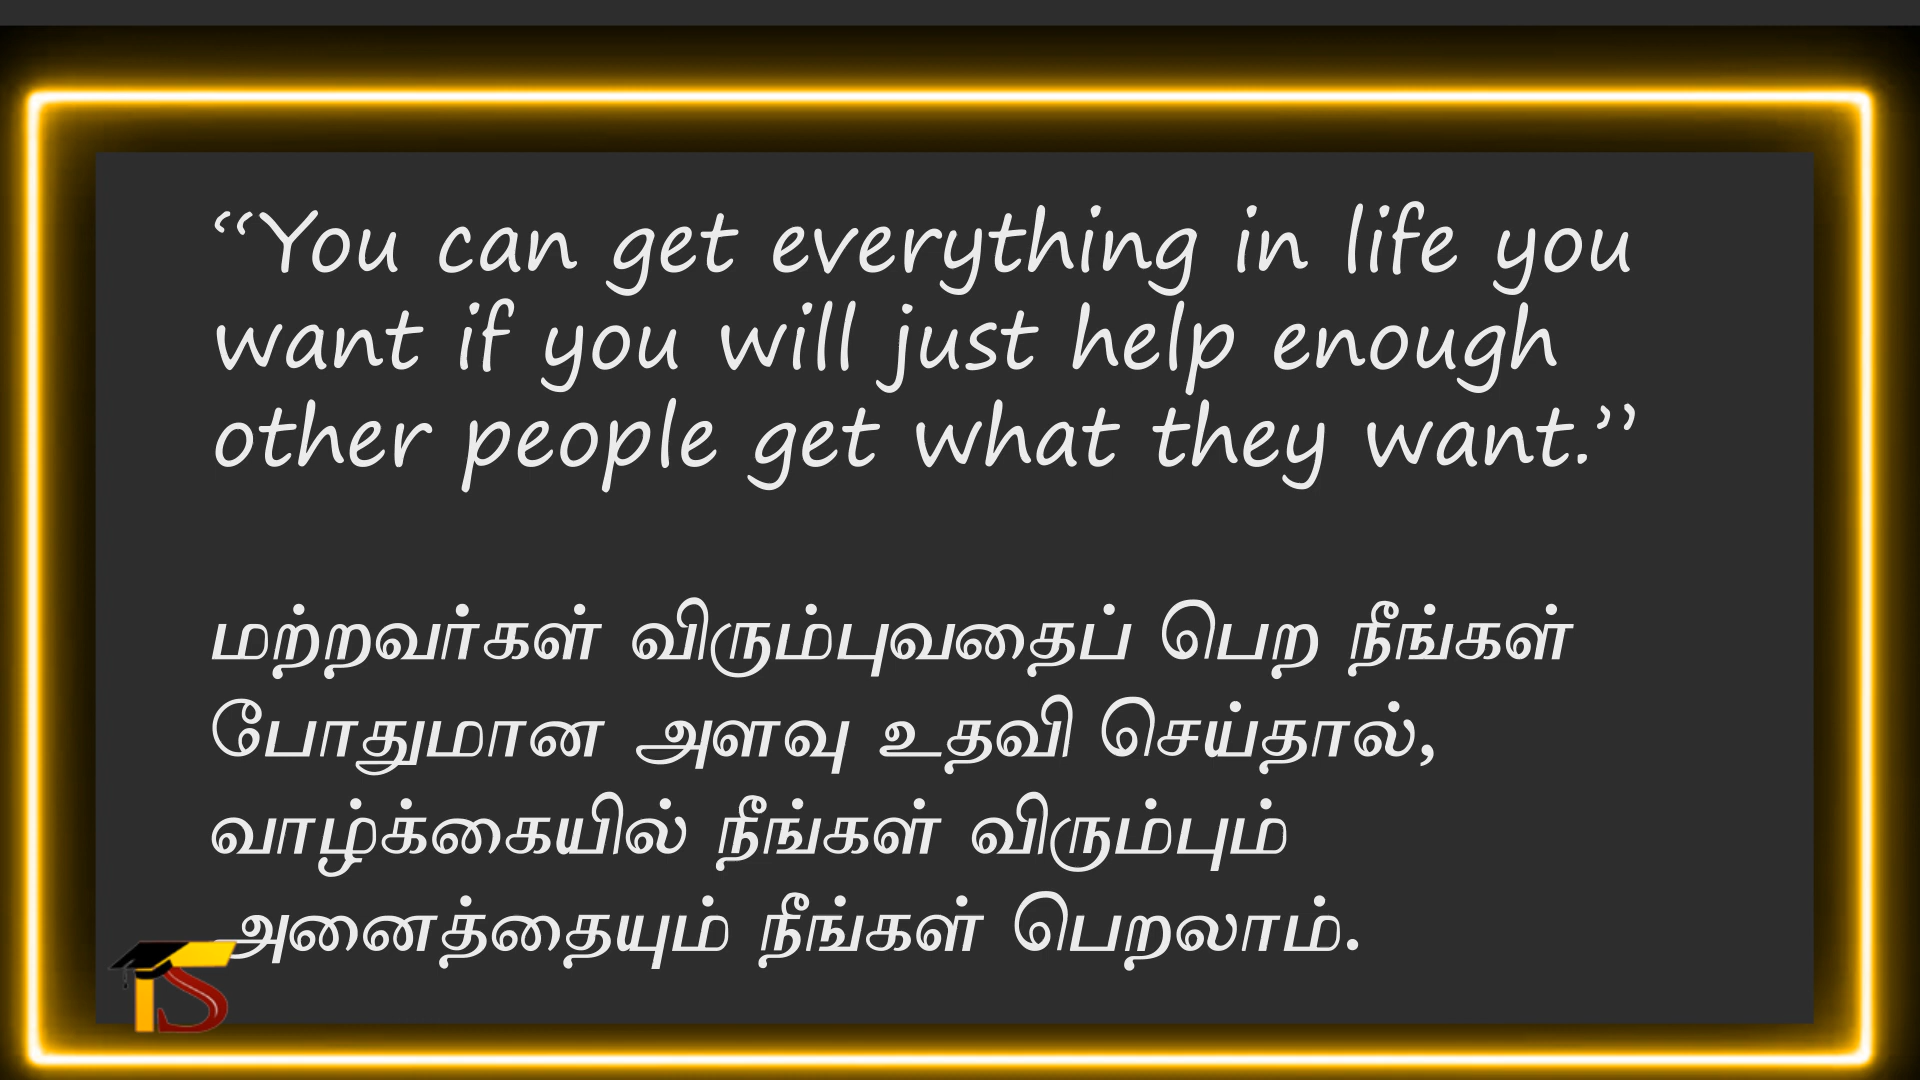 “You can get everything in life you
want if you will just help enough
other people get what they want.”
மற்றவர்கள் விரும்புவதைப் பெற நீங்கள்
போதுமான அளவு உதவி செய்தால்,
வாழ்க்கையில் நீங்கள் விரும்பும்
அனைத்தையும் நீங்கள் பெறலாம்.
TS